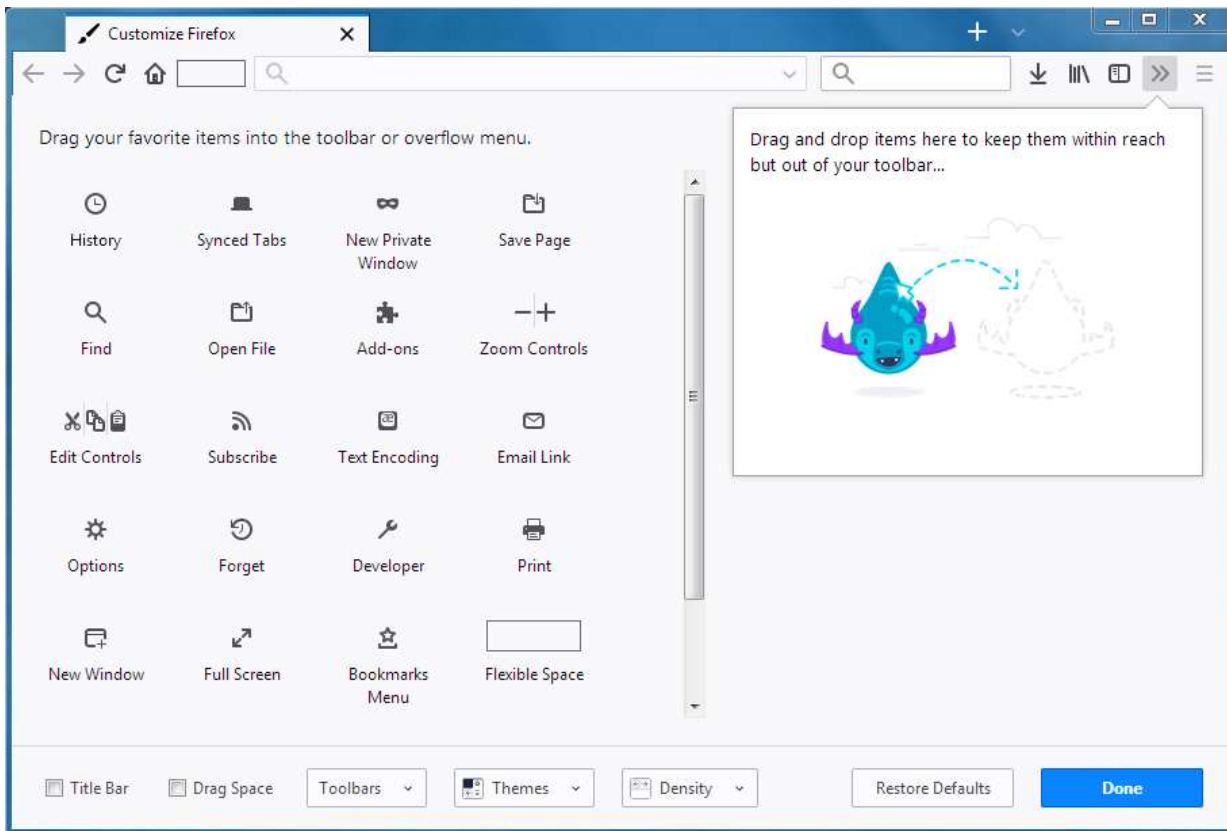 Customize Firefox
Drag your favorite items into the toolbar or overflow menu.
Drag and drop items here to keep them within reach
but out of your toolbar...
History
Synced Tabs
New Private
Window
Save Page
Find
Open File
Add-ons
Zoom Controls
Edit Controls
Subscribe
Text Encoding
Email Link
Options
Forget
Developer
Print
New Window
Full Screen
Bookmarks
Menu
Flexible Space
Title Bar
Drag Space
Toolbars
Themes
Density
Restore Defaults
Done